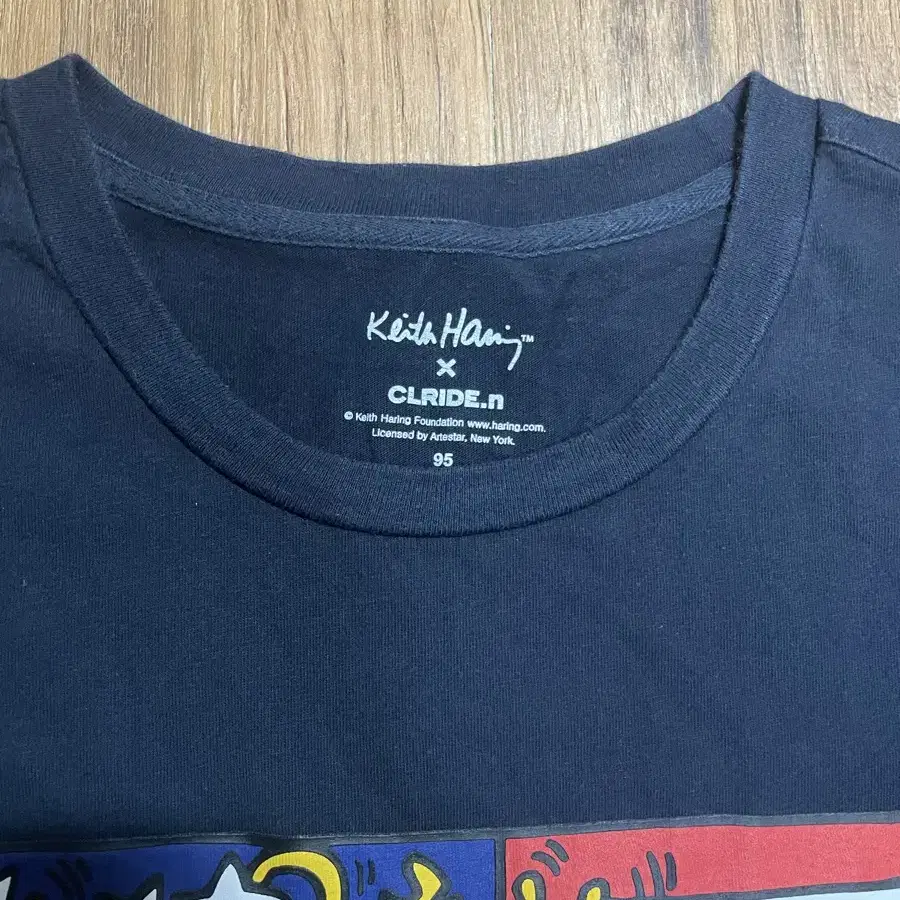 Keith Haring™
×
CLRIDE.n
© Keith Haring Foundation www.haring.com.
Licensed by Artestar, New York.
95